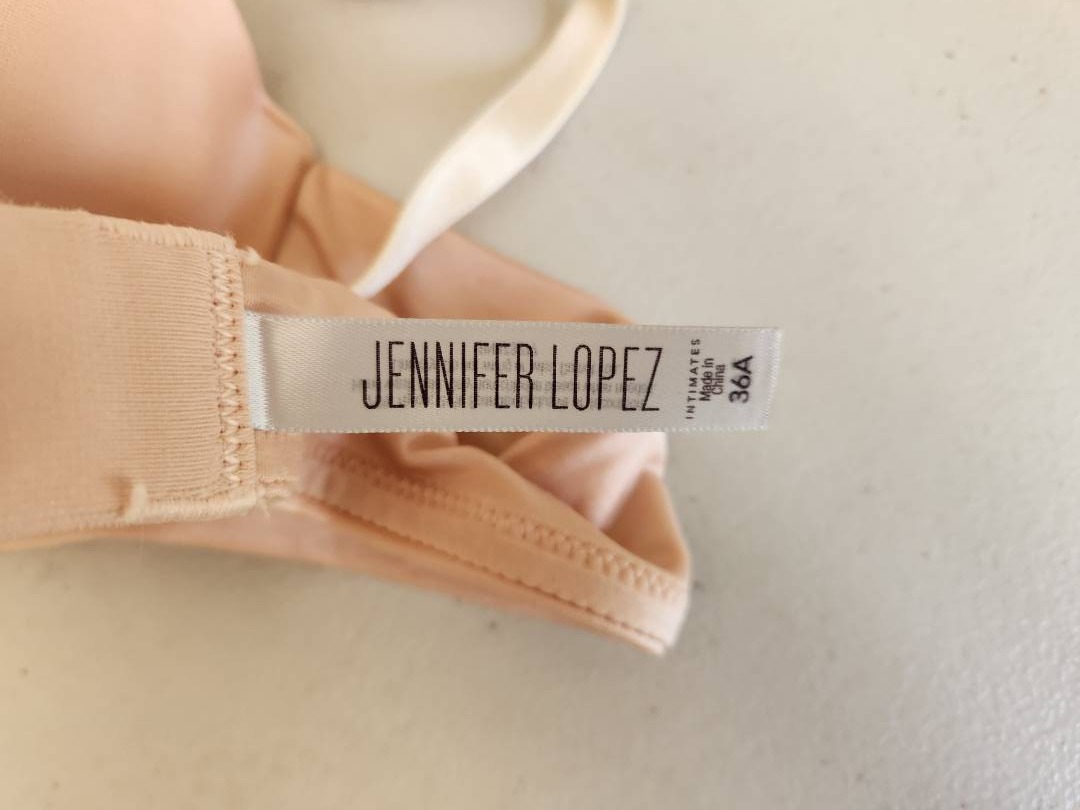 JENNIFER LOPEZ
INTIMATES
Made in
China
36A